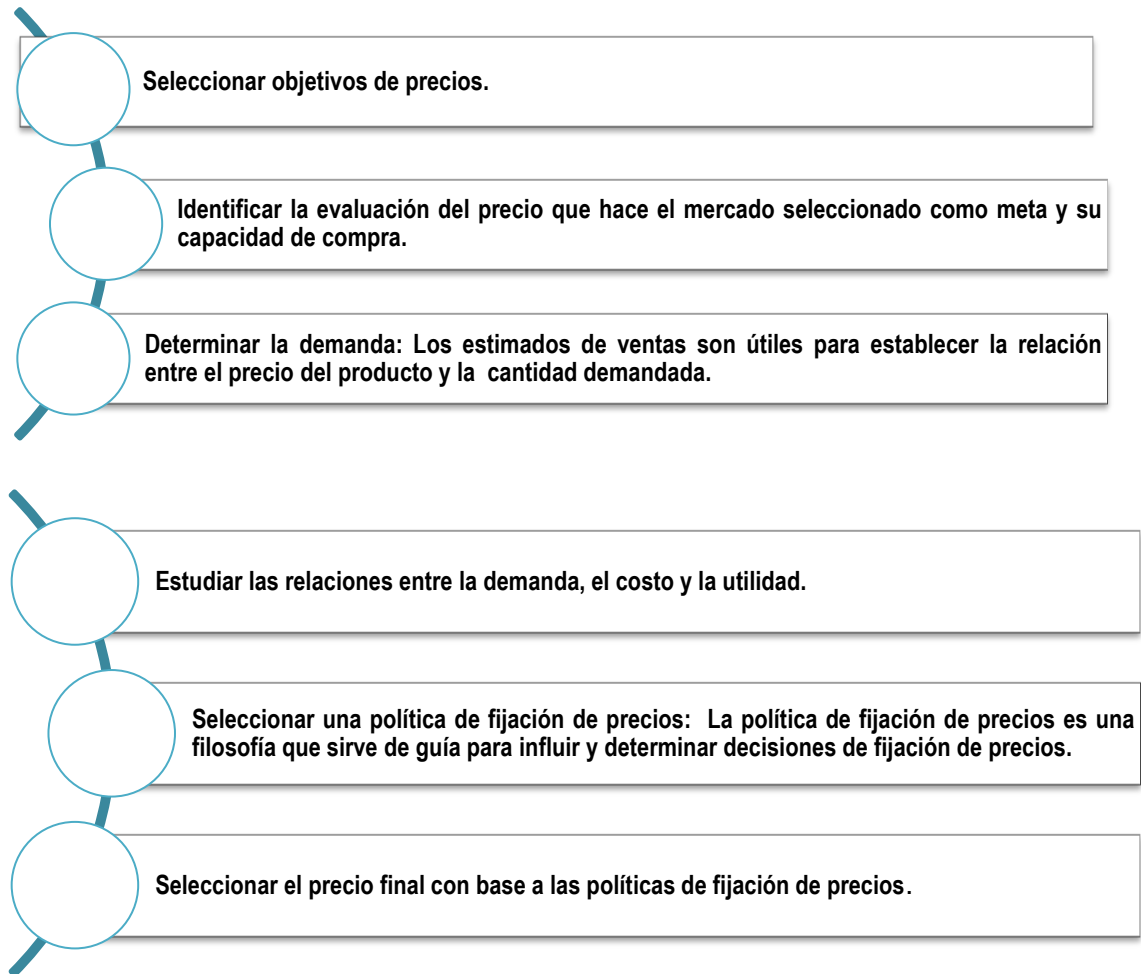 Seleccionar objetivos de precios.
Identificar la evaluación del precio que hace el mercado seleccionado como meta y su
capacidad de compra.
Determinar la demanda: Los estimados de ventas son útiles para establecer la relación
entre el precio del producto y la cantidad demandada.
Estudiar las relaciones entre la demanda, el costo y la utilidad.
Seleccionar una política de fijación de precios: La política de fijación de precios es una
filosofía que sirve de guía para influir y determinar decisiones de fijación de precios.
Seleccionar el precio final con base a las políticas de fijación de precios.